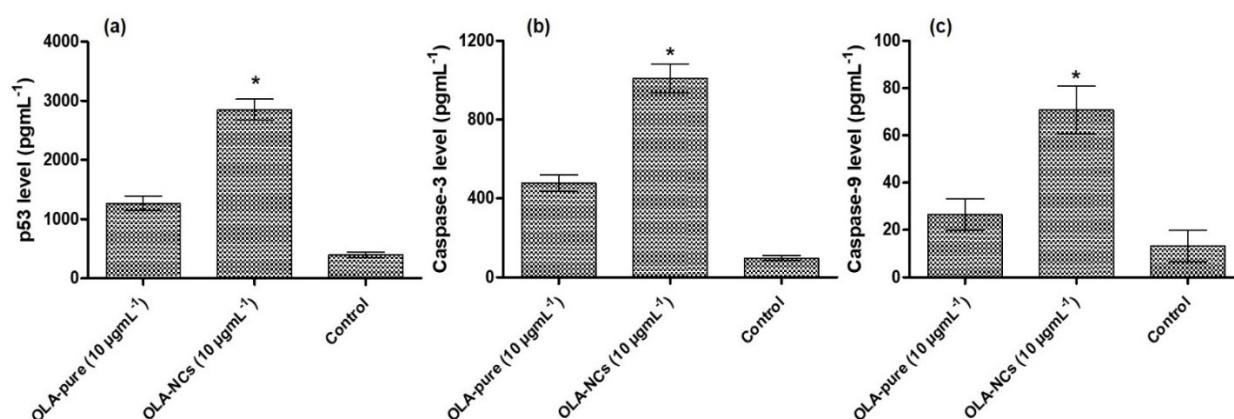 (a)
p53 level (pgmL⁻¹)
4000
3000
2000
1000
0
*
OLA-pure (10 µgmL⁻¹)
OLA-NCs (10 µgmL⁻¹)
Control
(b)
Caspase-3 level (pgmL⁻¹)
1200
800
400
0
*
OLA-pure (10 µgmL⁻¹)
OLA-NCs (10 µgmL⁻¹)
Control
(c)
Caspase-9 level (pgmL⁻¹)
100
80
60
40
20
0
*
OLA-pure (10 µgmL⁻¹)
OLA-NCs (10 µgmL⁻¹)
Control